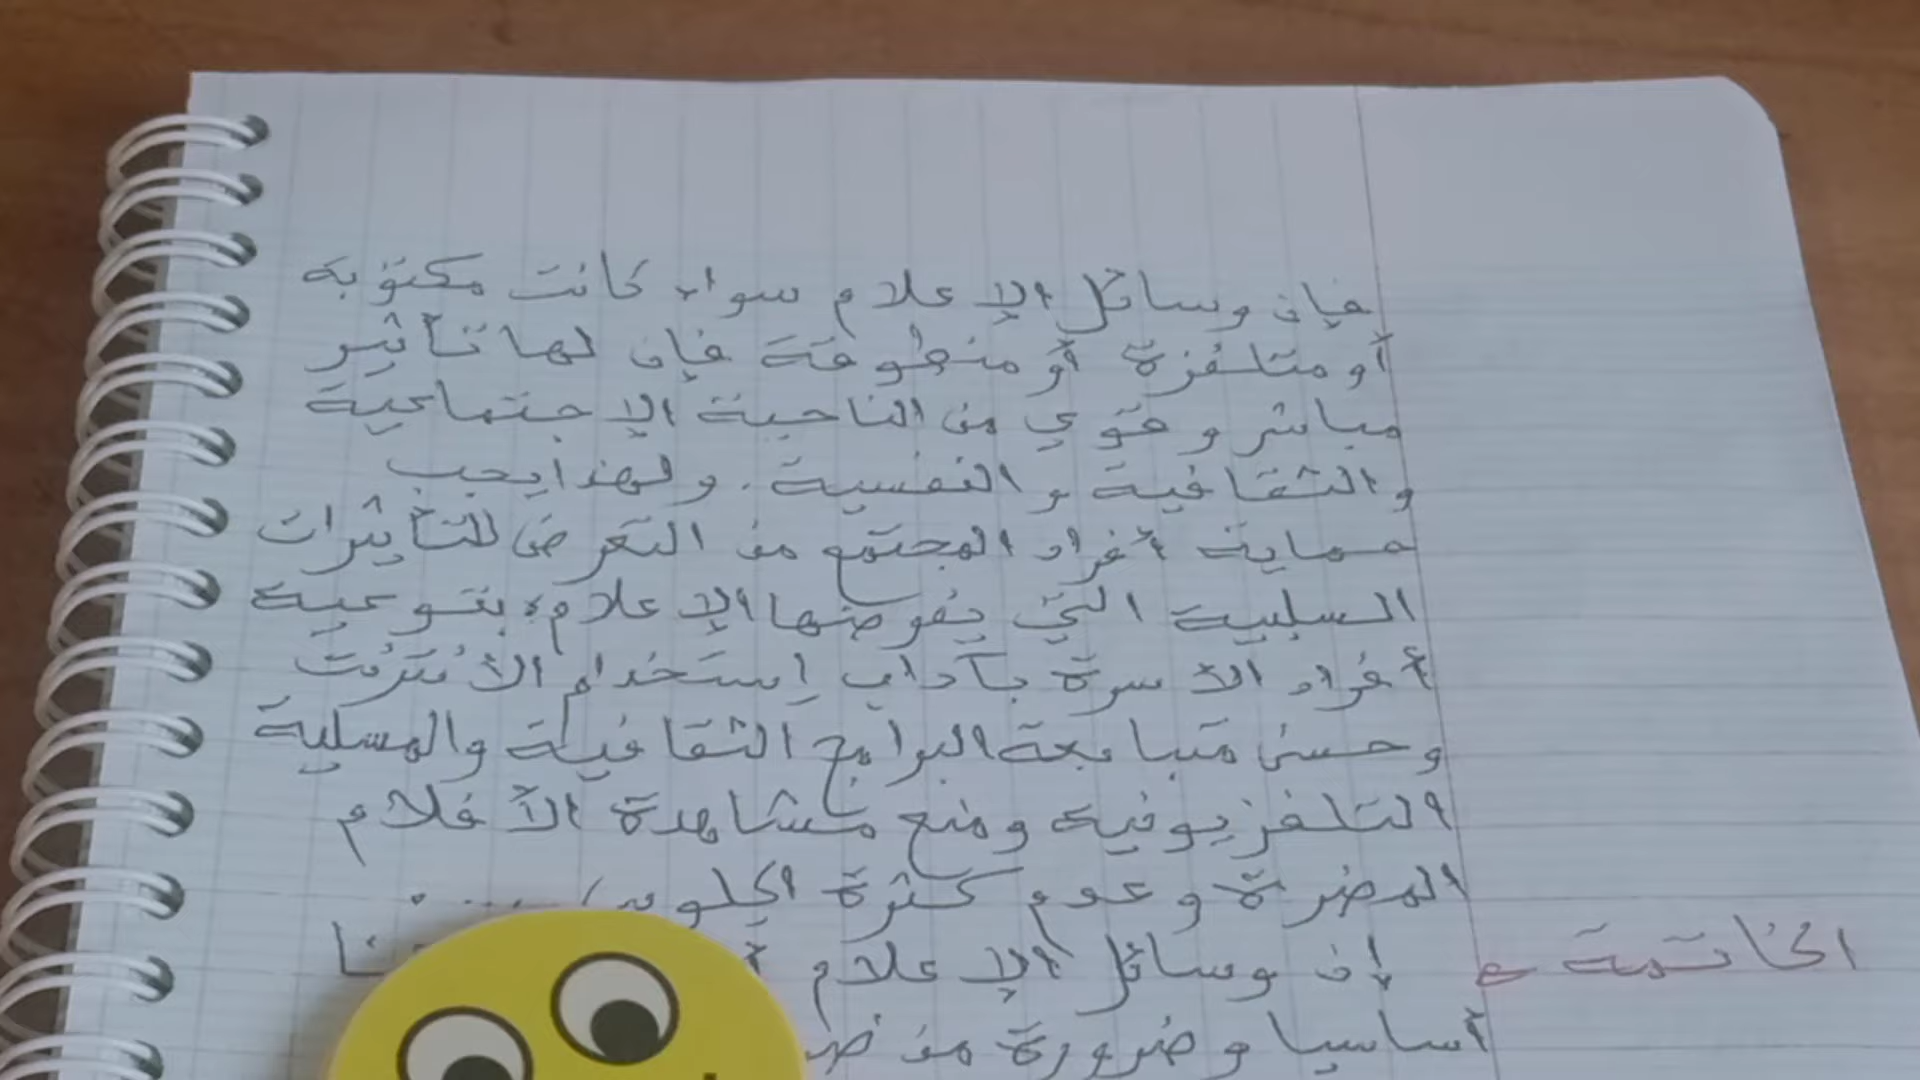 فإن وسائل الإعلام سواء كانت مكتوبة
أو متلفزة أو منطوقة فإن لها تأثير
مباشر وقوي من الناحية الإجتماعية
والثقافية والنفسية. ولهذا يجب
حماية أفراد المجتمع من التعرض للتأثيرات
السلبية التي يفرضها الإعلام، بتوعية
أفراد الأسرة بآداب إستخدام الأنترنت
وحسن متابعة البرامج الثقافية والمسلية
التلفزيونية ومنع مشاهدة الأفلام
المضرة وعدم كثرة الجلوس
الخاتمة
إن وسائل الإعلام
أساسيا وضرورة من